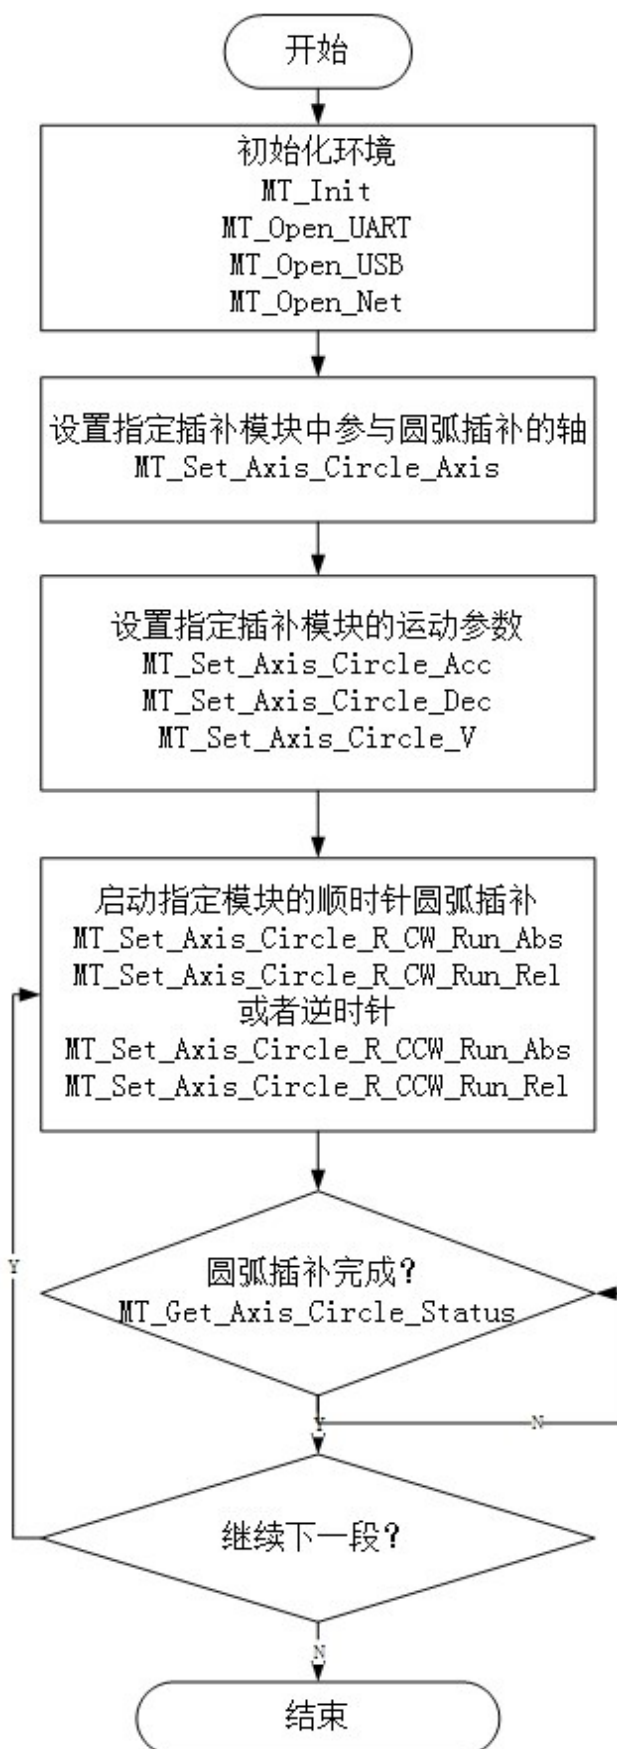 开始
初始化环境
MT_Init
MT_Open_UART
MT_Open_USB
MT_Open_Net
设置指定插补模块中参与圆弧插补的轴
MT_Set_Axis_Circle_Axis
设置指定插补模块的运动参数
MT_Set_Axis_Circle_Acc
MT_Set_Axis_Circle_Dec
MT_Set_Axis_Circle_V
启动指定模块的顺时针圆弧插补
MT_Set_Axis_Circle_R_CW_Run_Abs
MT_Set_Axis_Circle_R_CW_Run_Rel
或者逆时针
MT_Set_Axis_Circle_R_CCW_Run_Abs
MT_Set_Axis_Circle_R_CCW_Run_Rel
Y
圆弧插补完成？
MT_Get_Axis_Circle_Status
Y
N
继续下一段？
N
结束